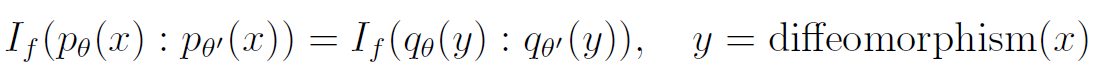 I_f(p_θ(x) : p_θ′(x)) = I_f(q_θ(y) : q_θ′(y)), y = diffeomorphism(x)